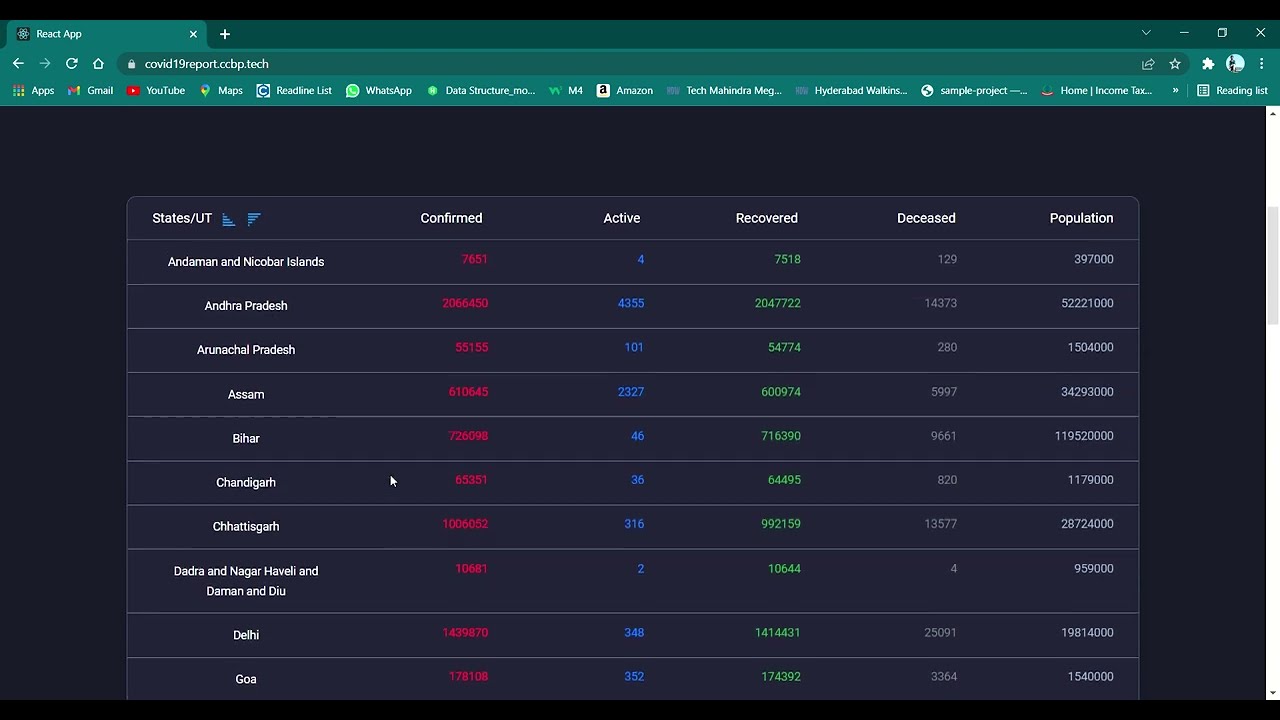 React App
covid19report.ccbp.tech
Apps Gmail YouTube Maps Readline List WhatsApp Data Structure_mo... M4 Amazon Tech Mahindra Meg... Hyderabad Walkins... sample-project —... Home | Income Tax... » Reading list
States/UT Confirmed Active Recovered Deceased Population
Andaman and Nicobar Islands 7651 4 7518 129 397000
Andhra Pradesh 2066450 4355 2047722 14373 52221000
Arunachal Pradesh 55155 101 54774 280 1504000
Assam 610645 2327 600974 5997 34293000
Bihar 726098 46 716390 9661 119520000
Chandigarh 65351 36 64495 820 1179000
Chhattisgarh 1006052 316 992159 13577 28724000
Dadra and Nagar Haveli and 10681 2 10644 4 959000
Daman and Diu
Delhi 1439870 348 1414431 25091 19814000
Goa 178108 352 174392 3364 1540000